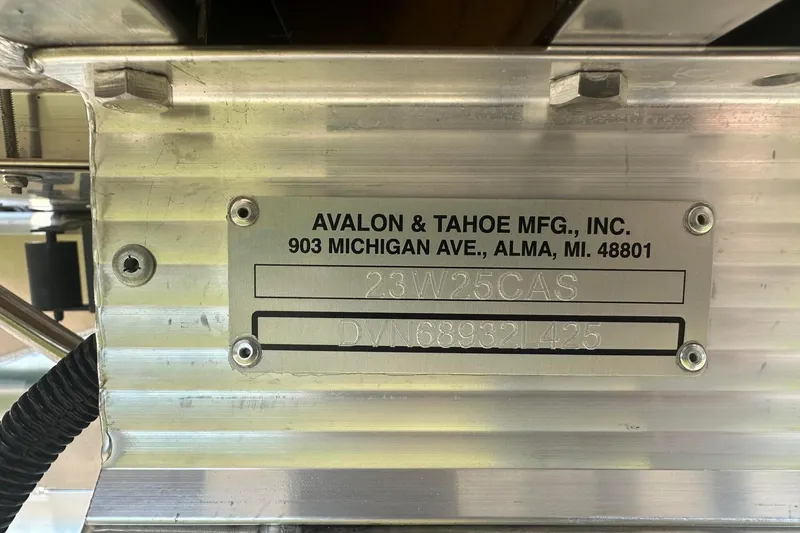 AVALON & TAHOE MFG., INC.
903 MICHIGAN AVE., ALMA, MI. 48801
23W25CAS
DVN68932L425